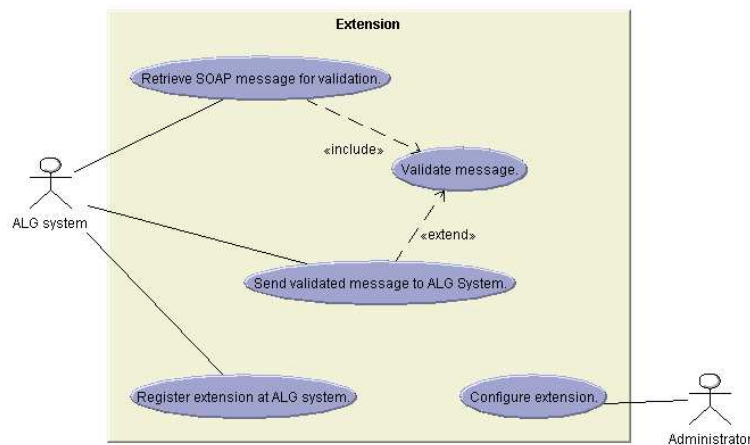 Extension
Retrieve SOAP message for validation.
«include»
Validate message.
ALG system
«extend»
Send validated message to ALG System.
Register extension at ALG system.
Configure extension.
Administrator